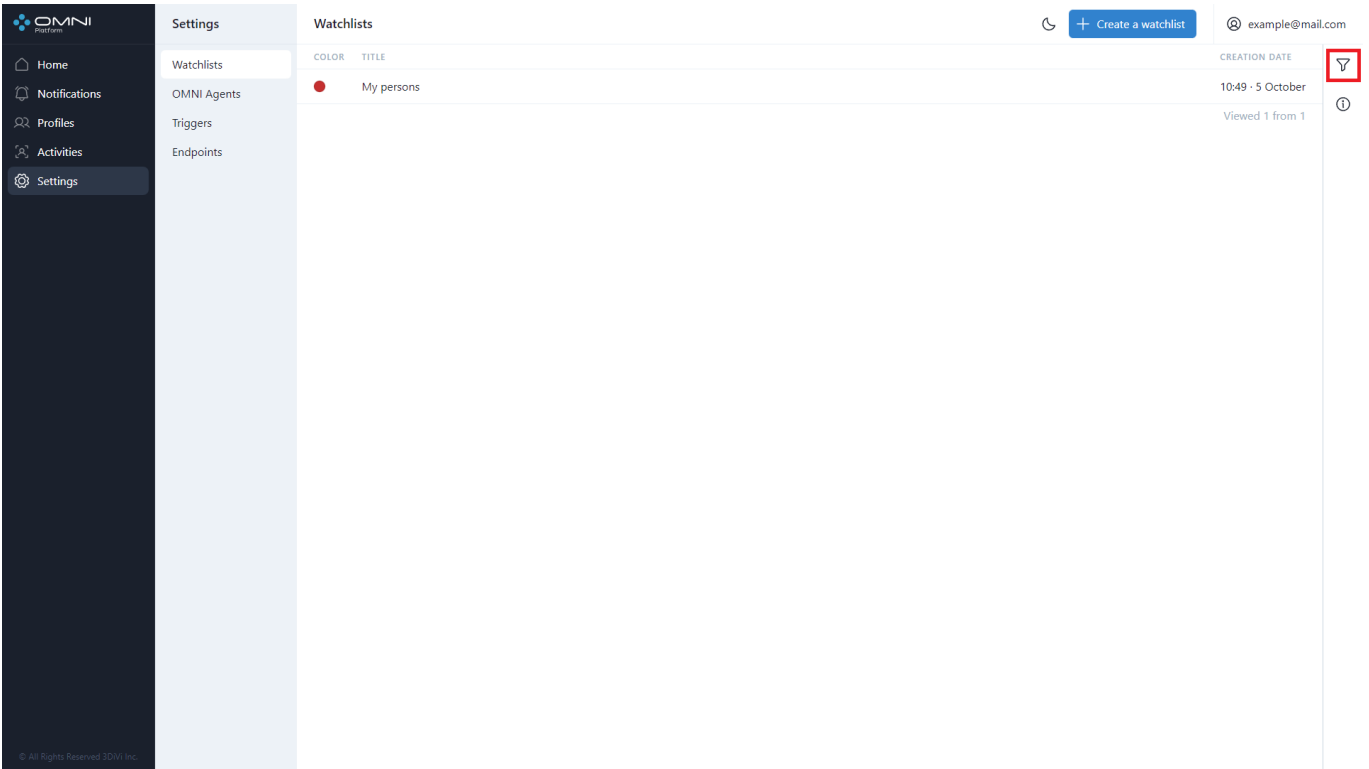 OMNI
Platform
Settings
Watchlists
Create a watchlist
example@mail.com
Home
Notifications
Profiles
Activities
Settings
Watchlists
OMNI Agents
Triggers
Endpoints
COLOR TITLE CREATION DATE
My persons 10:49 · 5 October
Viewed 1 from 1
© All Rights Reserved 3DiVi Inc.